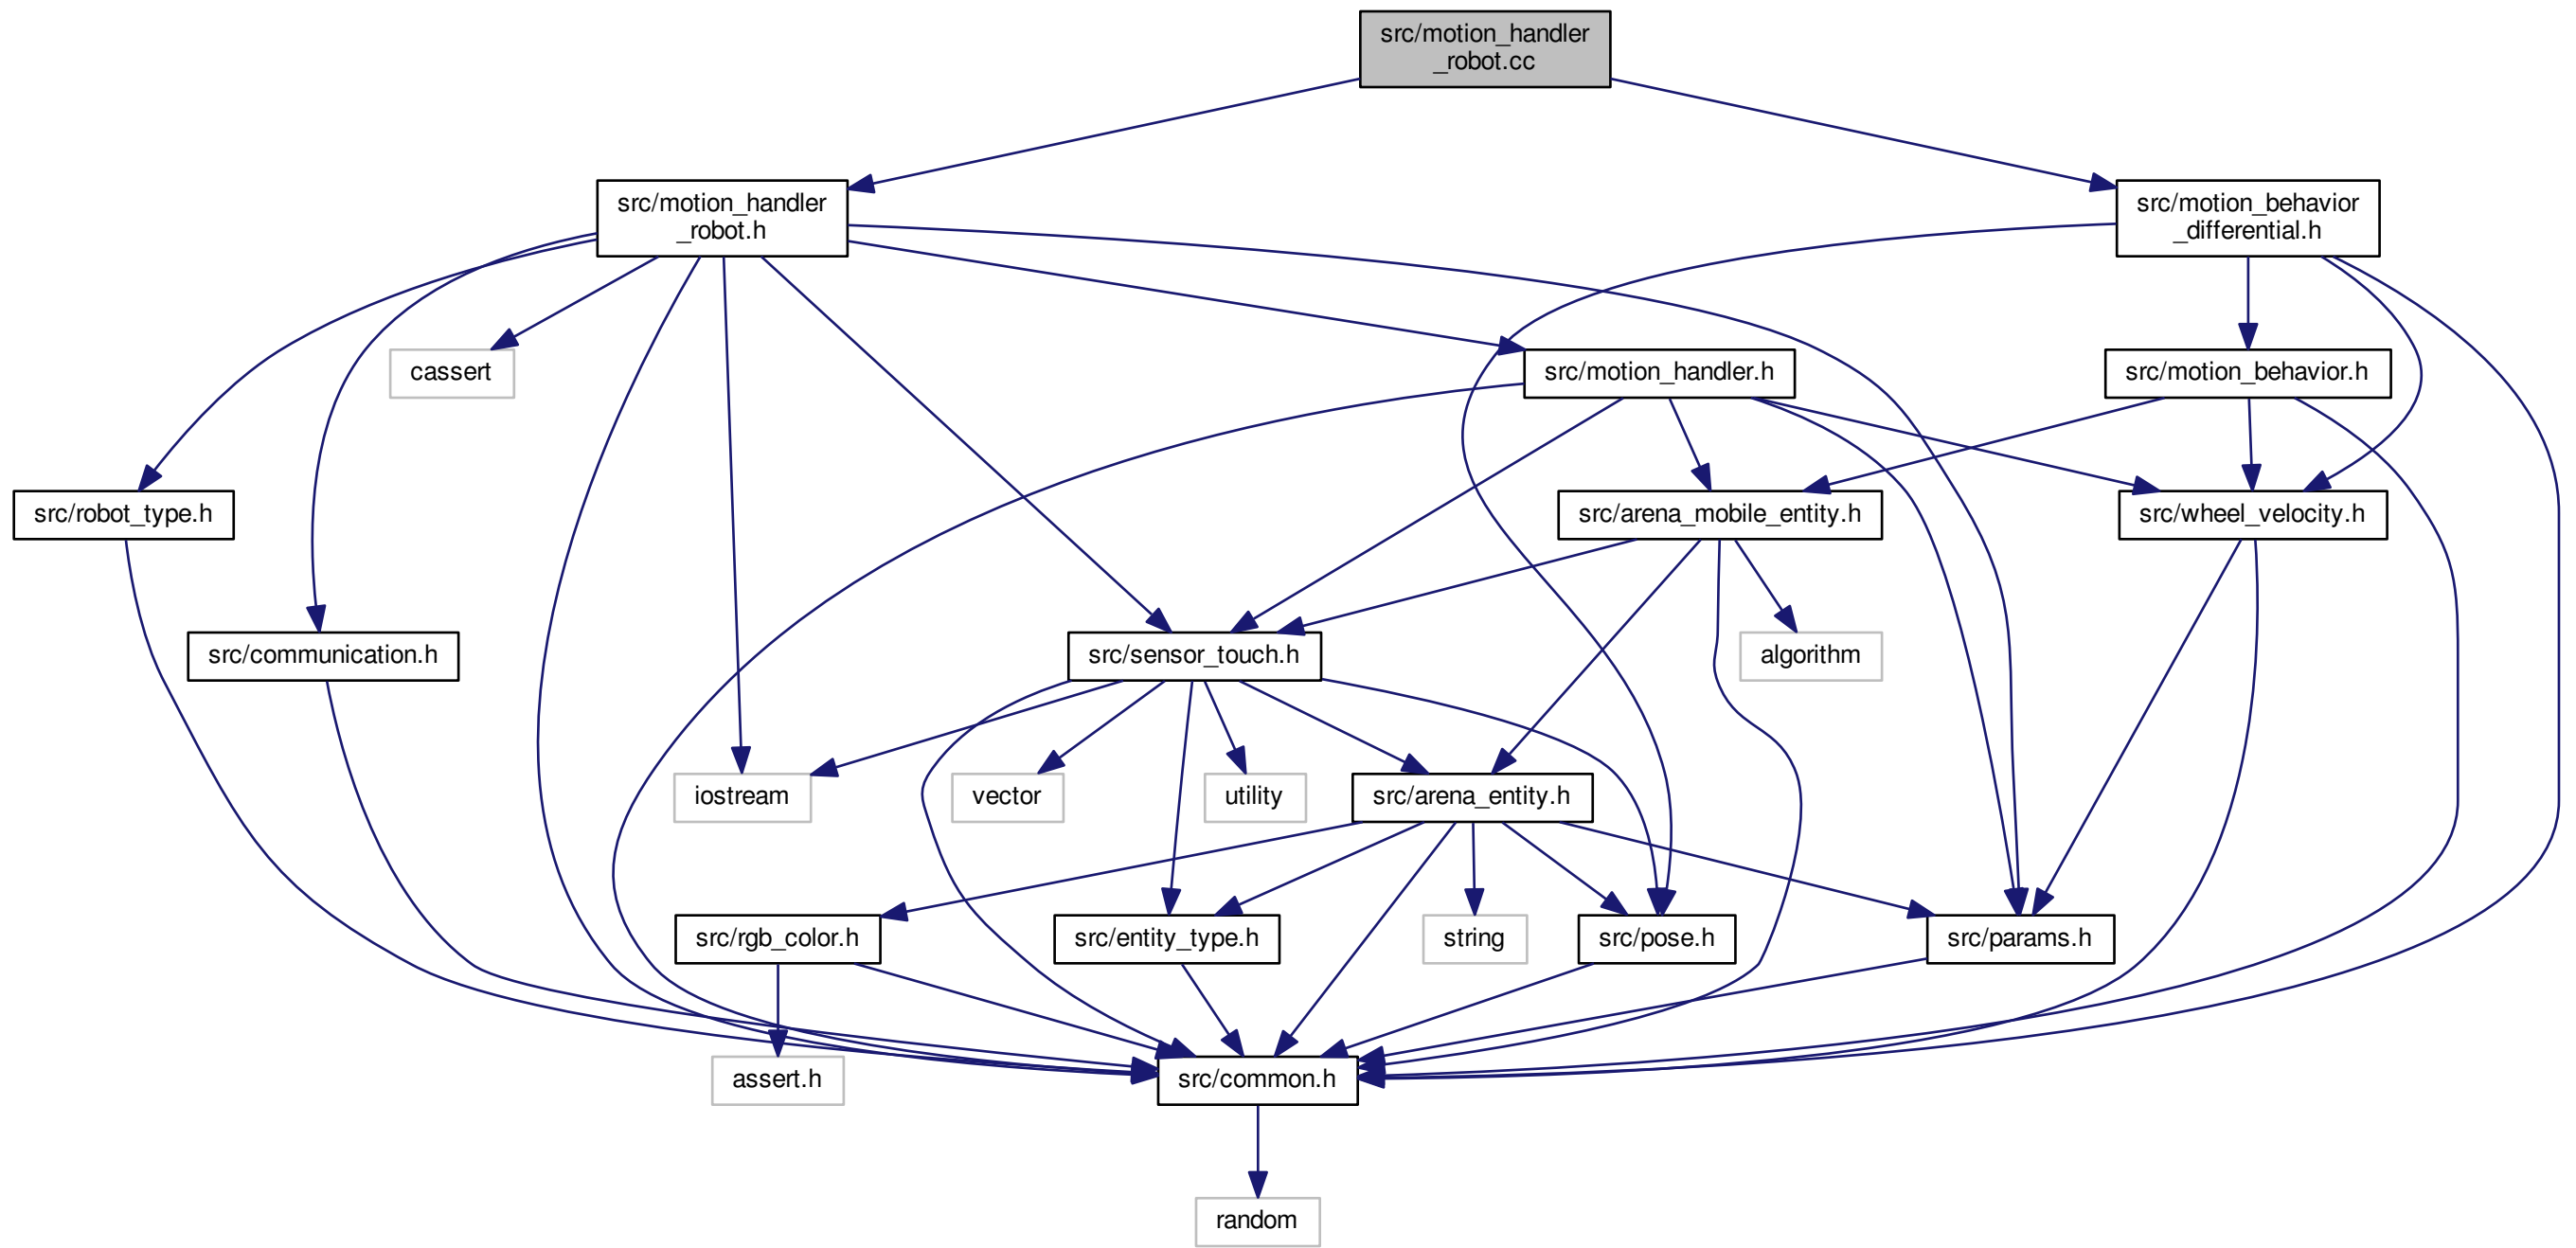 src/motion_handler
_robot.cc
src/motion_handler
_robot.h
src/motion_behavior
_differential.h
cassert
src/motion_handler.h
src/motion_behavior.h
src/robot_type.h
src/arena_mobile_entity.h
src/wheel_velocity.h
src/communication.h
src/sensor_touch.h
algorithm
iostream
vector
utility
src/arena_entity.h
src/rgb_color.h
src/entity_type.h
string
src/pose.h
src/params.h
assert.h
src/common.h
random